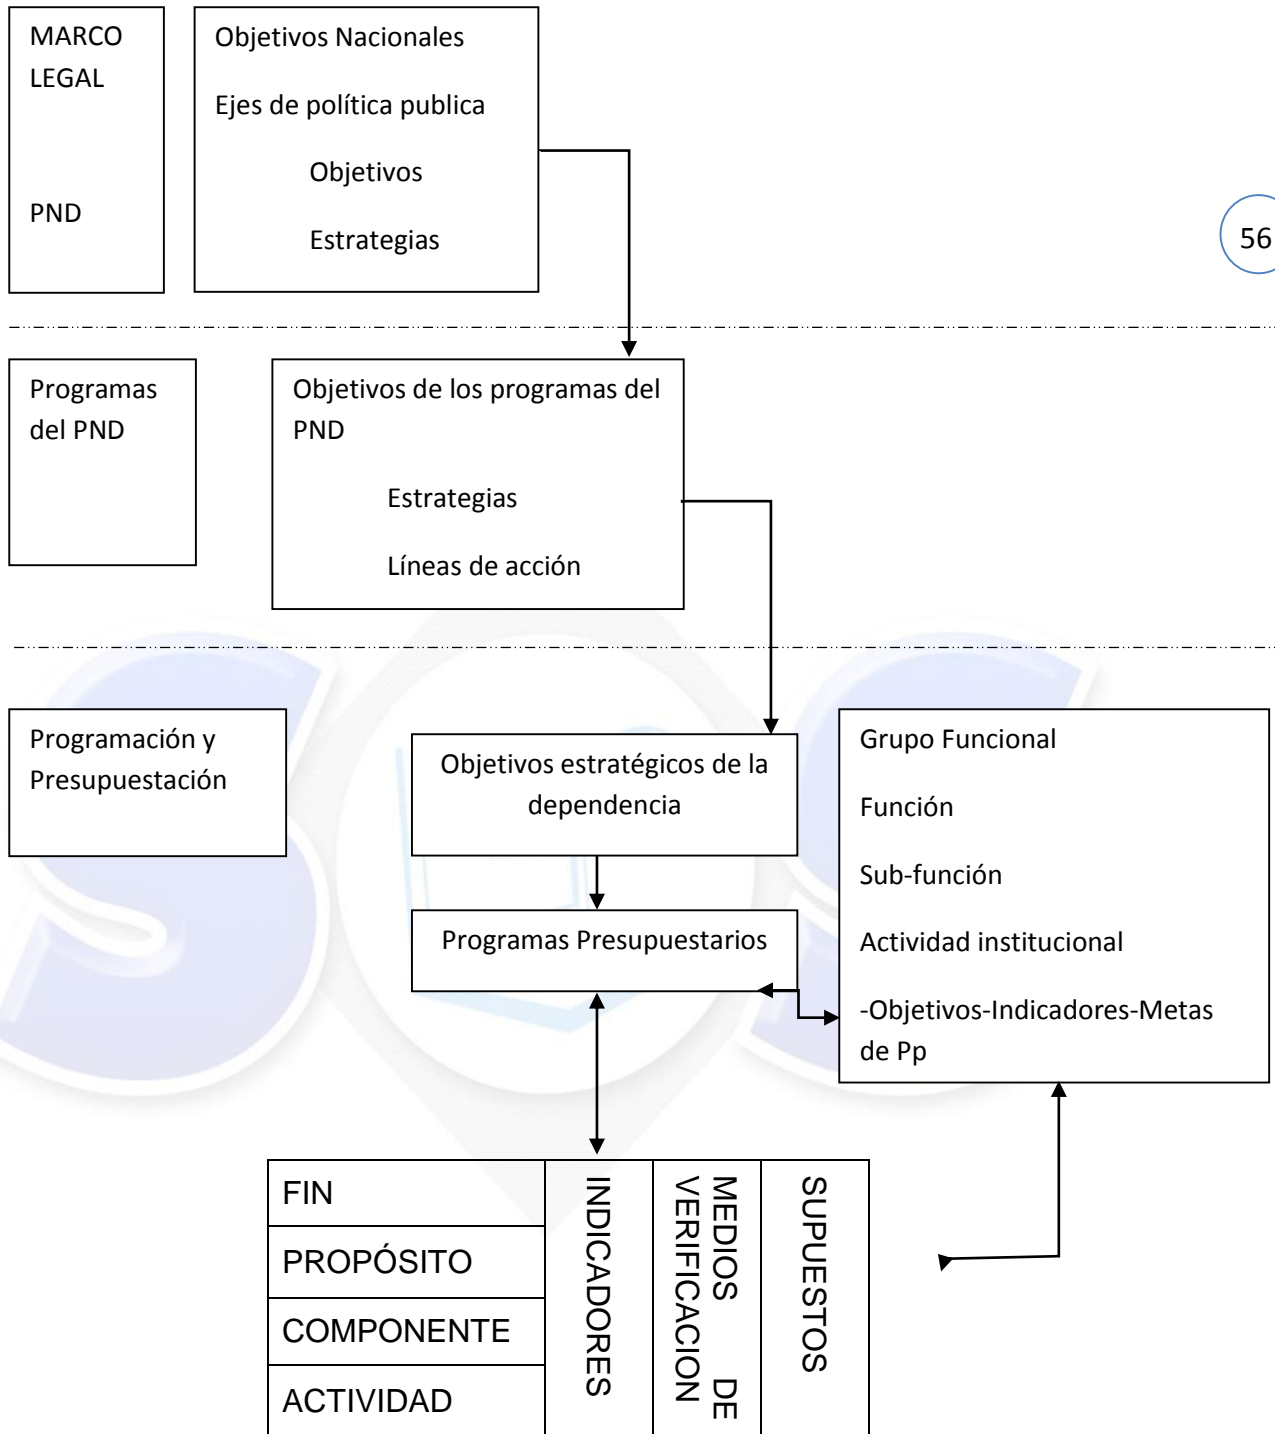 MARCO
LEGAL
PND
Objetivos Nacionales
Ejes de política publica
Objetivos
Estrategias
56
Programas
del PND
Objetivos de los programas del
PND
Estrategias
Líneas de acción
Programación y
Presupuestación
Objetivos estratégicos de la
dependencia
Programas Presupuestarios
Grupo Funcional
Función
Sub-función
Actividad institucional
-Objetivos-Indicadores-Metas
de Pp
FIN
PROPÓSITO
COMPONENTE
ACTIVIDAD
INDICADORES
MEDIOS DE
VERIFICACION
SUPUESTOS